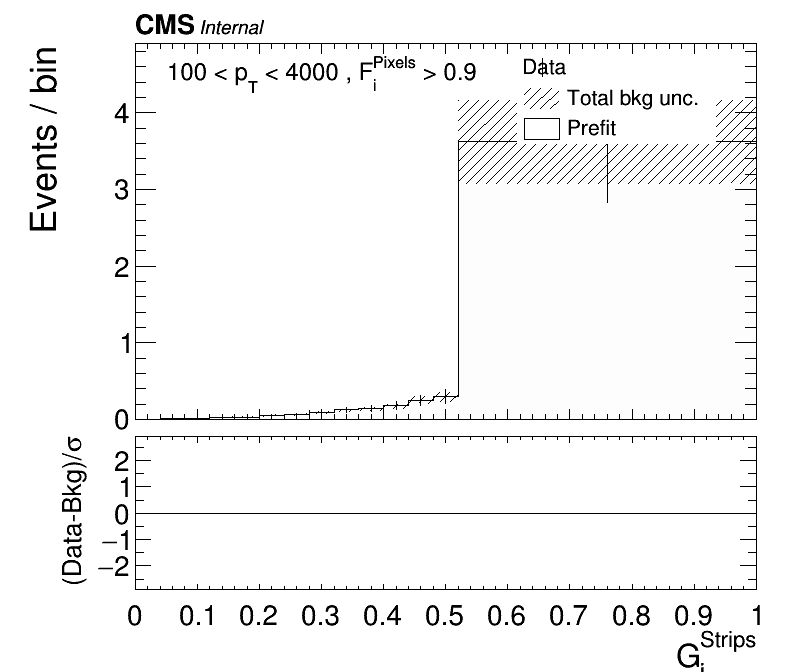 CMS Internal
100 < p_T < 4000 , F_i^Pixels > 0.9
Data
Total bkg unc.
Prefit
Events / bin
4
3
2
1
0
(Data-Bkg)/σ
2
1
0
−1
−2
0 0.1 0.2 0.3 0.4 0.5 0.6 0.7 0.8 0.9 1
G_i^Strips